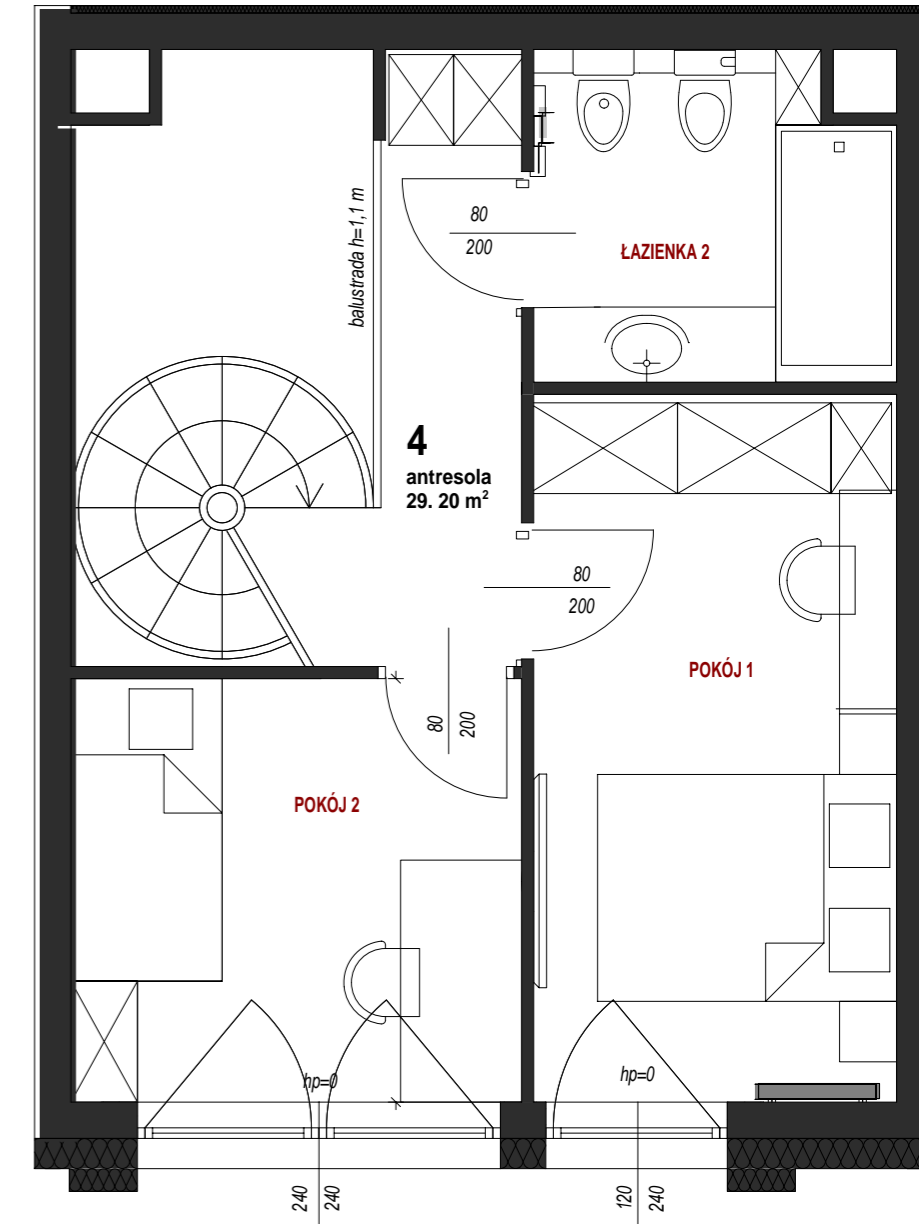 80
200
ŁAZIENKA 2
balustrada h=1,1 m
4
antresola
29. 20 m²
80
200
POKÓJ 1
80
200
POKÓJ 2
hp=0
hp=0
240
240
120
240